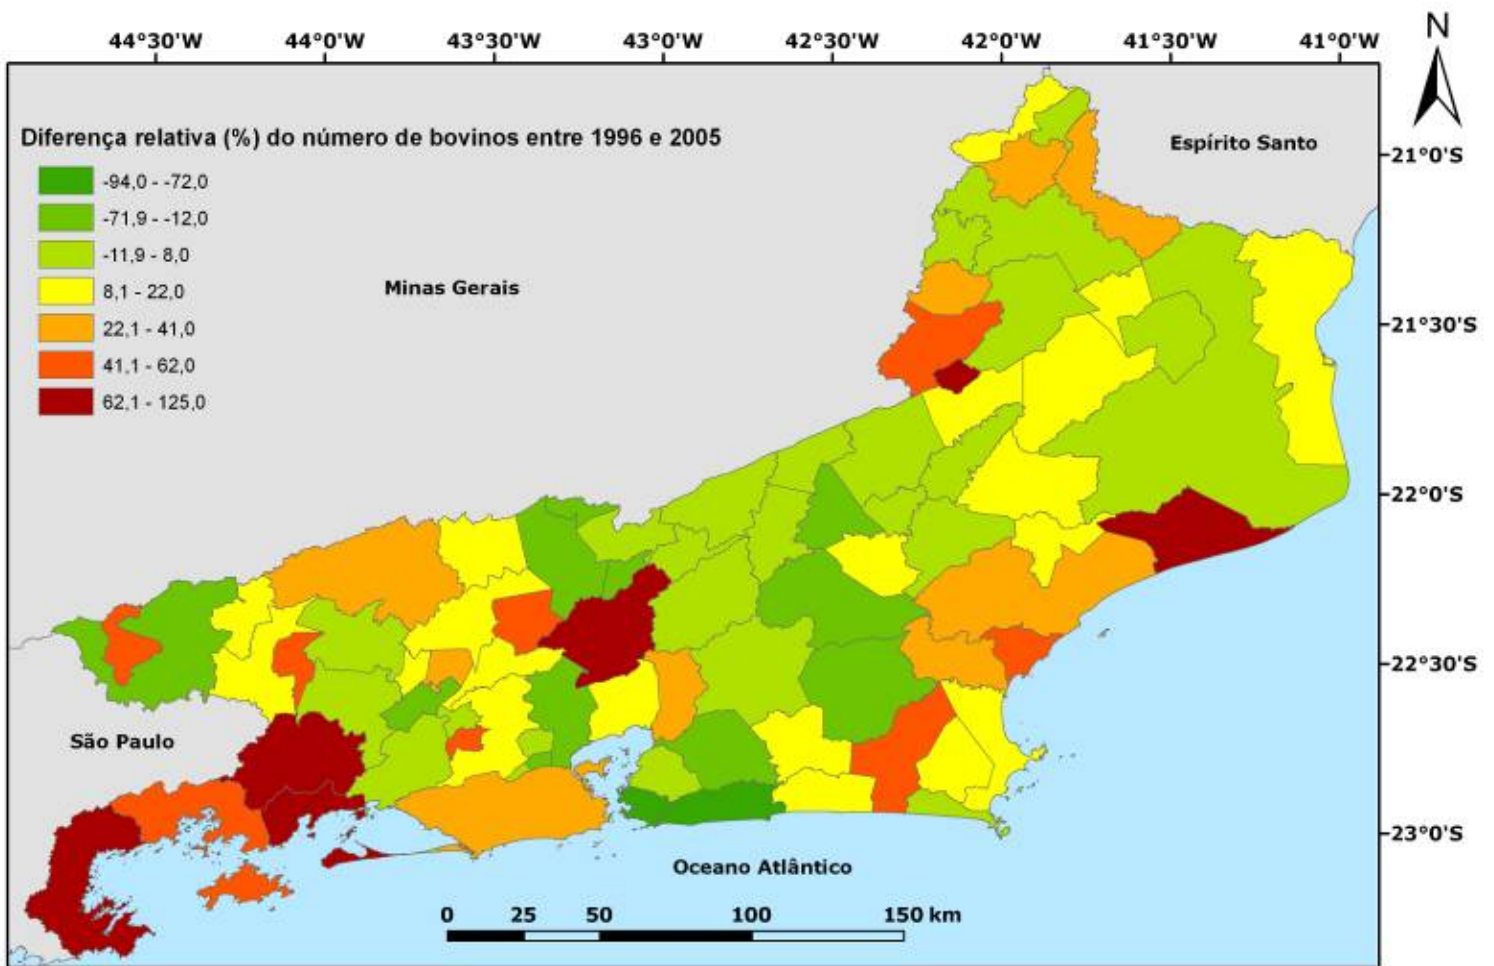 N
44°30'W 44°0'W 43°30'W 43°0'W 42°30'W 42°0'W 41°30'W 41°0'W
Diferença relativa (%) do número de bovinos entre 1996 e 2005
-94,0 - -72,0
-71,9 - -12,0
-11,9 - 8,0
8,1 - 22,0
22,1 - 41,0
41,1 - 62,0
62,1 - 125,0
Espírito Santo
Minas Gerais
São Paulo
Oceano Atlântico
21°0'S
21°30'S
22°0'S
22°30'S
23°0'S
0 25 50 100 150 km